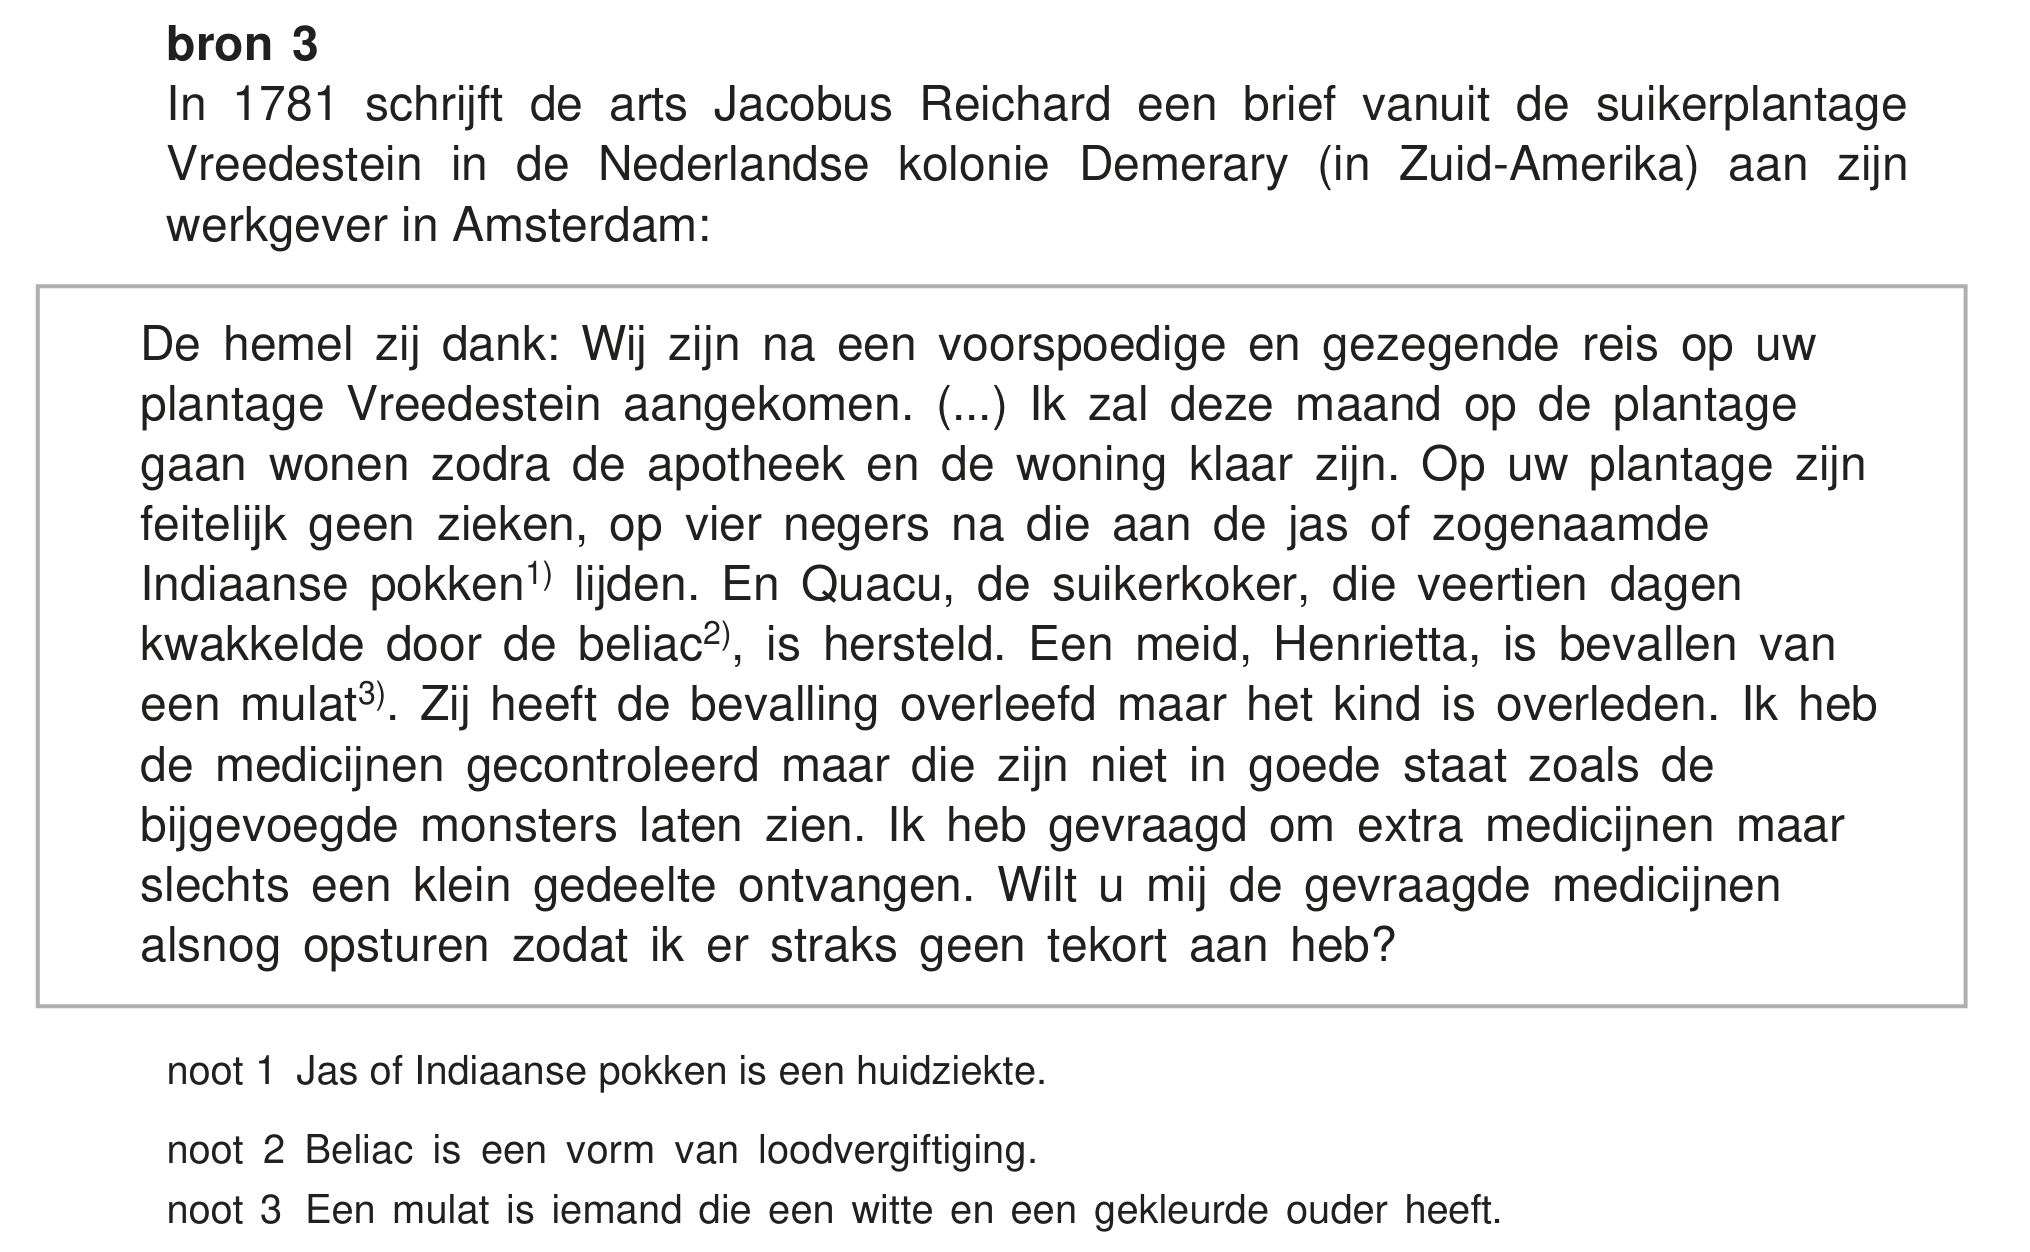 bron 3
In 1781 schrijft de arts Jacobus Reichard een brief vanuit de suikerplantage
Vreedestein in de Nederlandse kolonie Demerary (in Zuid-Amerika) aan zijn
werkgever in Amsterdam:
De hemel zij dank: Wij zijn na een voorspoedige en gezegende reis op uw
plantage Vreedestein aangekomen. (...) Ik zal deze maand op de plantage
gaan wonen zodra de apotheek en de woning klaar zijn. Op uw plantage zijn
feitelijk geen zieken, op vier negers na die aan de jas of zogenaamde
Indiaanse pokken1) lijden. En Quacu, de suikerkoker, die veertien dagen
kwakkelde door de beliac2), is hersteld. Een meid, Henrietta, is bevallen van
een mulat3). Zij heeft de bevalling overleefd maar het kind is overleden. Ik heb
de medicijnen gecontroleerd maar die zijn niet in goede staat zoals de
bijgevoegde monsters laten zien. Ik heb gevraagd om extra medicijnen maar
slechts een klein gedeelte ontvangen. Wilt u mij de gevraagde medicijnen
alsnog opsturen zodat ik er straks geen tekort aan heb?
noot 1 Jas of Indiaanse pokken is een huidziekte.
noot 2 Beliac is een vorm van loodvergiftiging.
noot 3 Een mulat is iemand die een witte en een gekleurde ouder heeft.